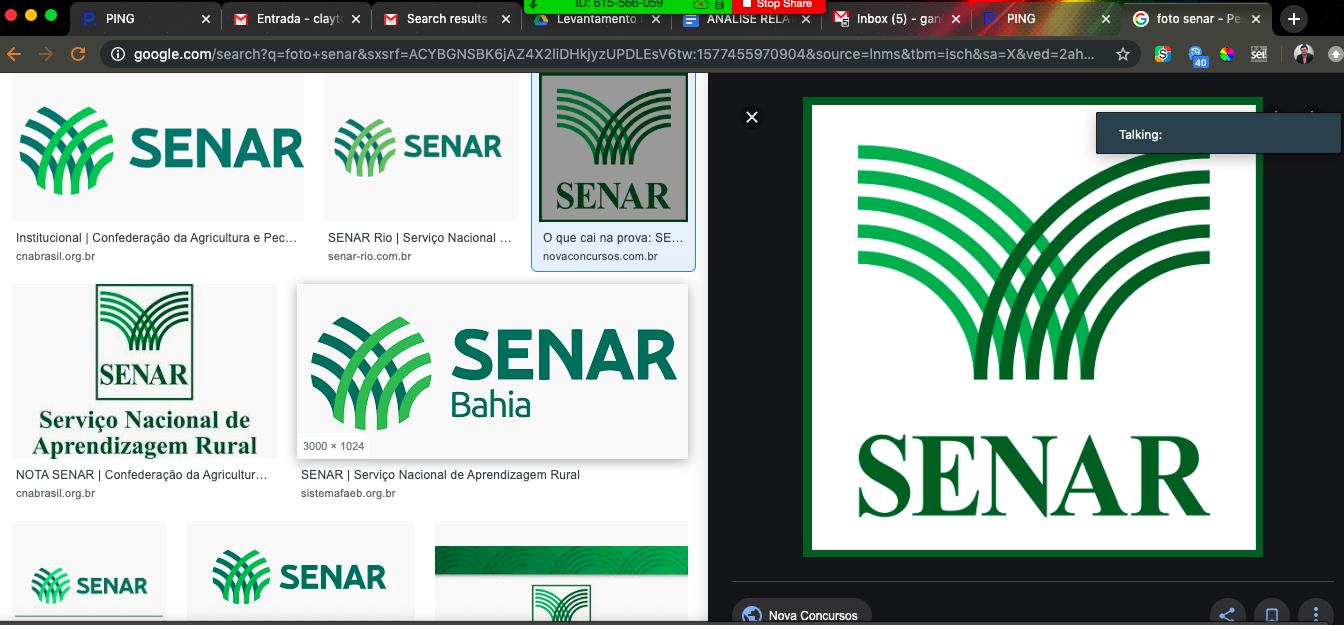 ID: 615-566-059
Stop Share
PING
Entrada - clayto
Search results
Levantamento
ANÁLISE RELA
Inbox (5) - gan
PING
foto senar - Pe
google.com/search?q=foto+senar&sxsrf=ACYBGNSBK6jAZ4X2liDHkjyzUPDLEsV6tw:1577455970904&source=lnms&tbm=isch&sa=X&ved=2ah...
40
sei!
Talking:
SENAR
Institucional | Confederação da Agricultura e Pec...
cnabrasil.org.br
SENAR
SENAR Rio | Serviço Nacional ...
senar-rio.com.br
SENAR
O que cai na prova: SE...
novaconcursos.com.br
SENAR
Serviço Nacional de
Aprendizagem Rural
NOTA SENAR | Confederação da Agricultur...
cnabrasil.org.br
SENAR
Bahia
3000 × 1024
SENAR | Serviço Nacional de Aprendizagem Rural
sistemafaeb.org.br
SENAR
SENAR
SENAR
Nova Concursos